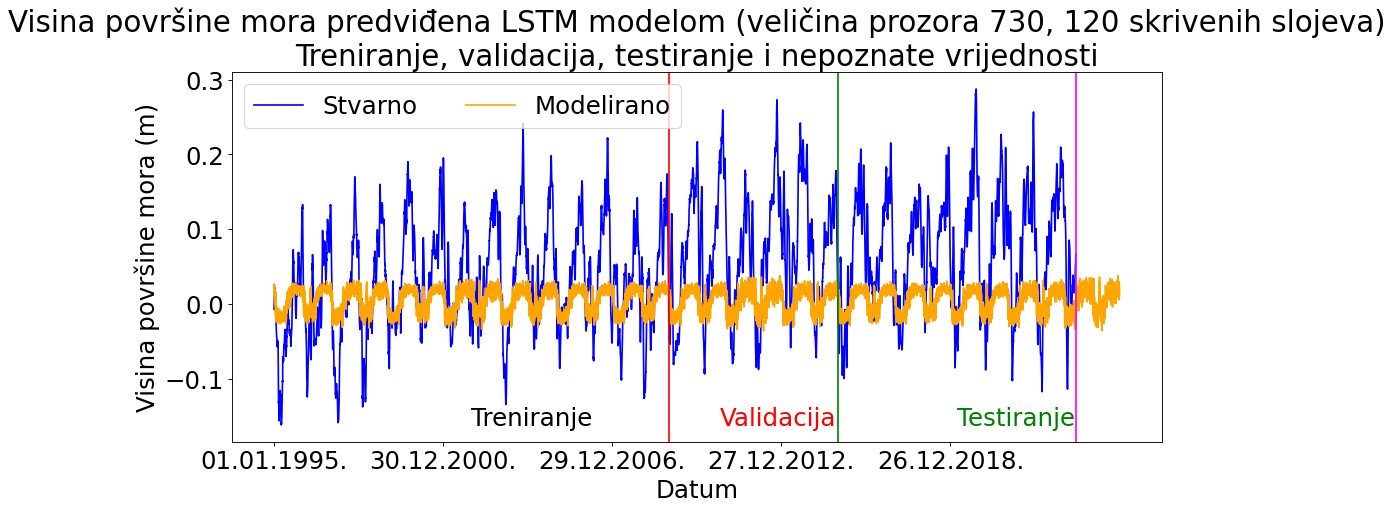 Visina površine mora predviđena LSTM modelom (veličina prozora 730, 120 skrivenih slojeva)
Treniranje, validacija, testiranje i nepoznate vrijednosti
Stvarno Modelirano
Visina površine mora (m)
0.3
0.2
0.1
0.0
−0.1
Treniranje Validacija Testiranje
01.01.1995. 30.12.2000. 29.12.2006. 27.12.2012. 26.12.2018.
Datum